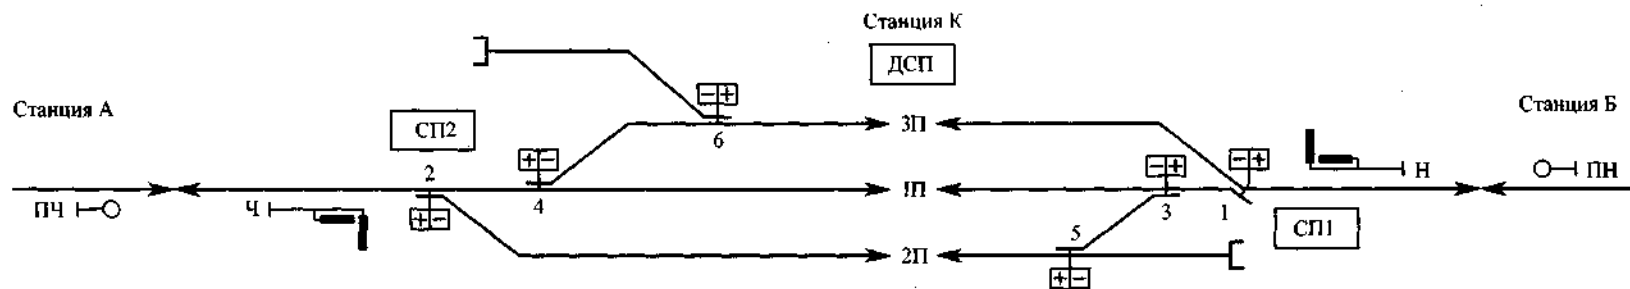 Станция К
ДСП
Станция А
Станция Б
СП2
− +
6
3П
+ −
− +
+ −
2
Н
ПН
1П
ПЧ
Ч
+ −
4
3
1
СП1
5
2П
+ −